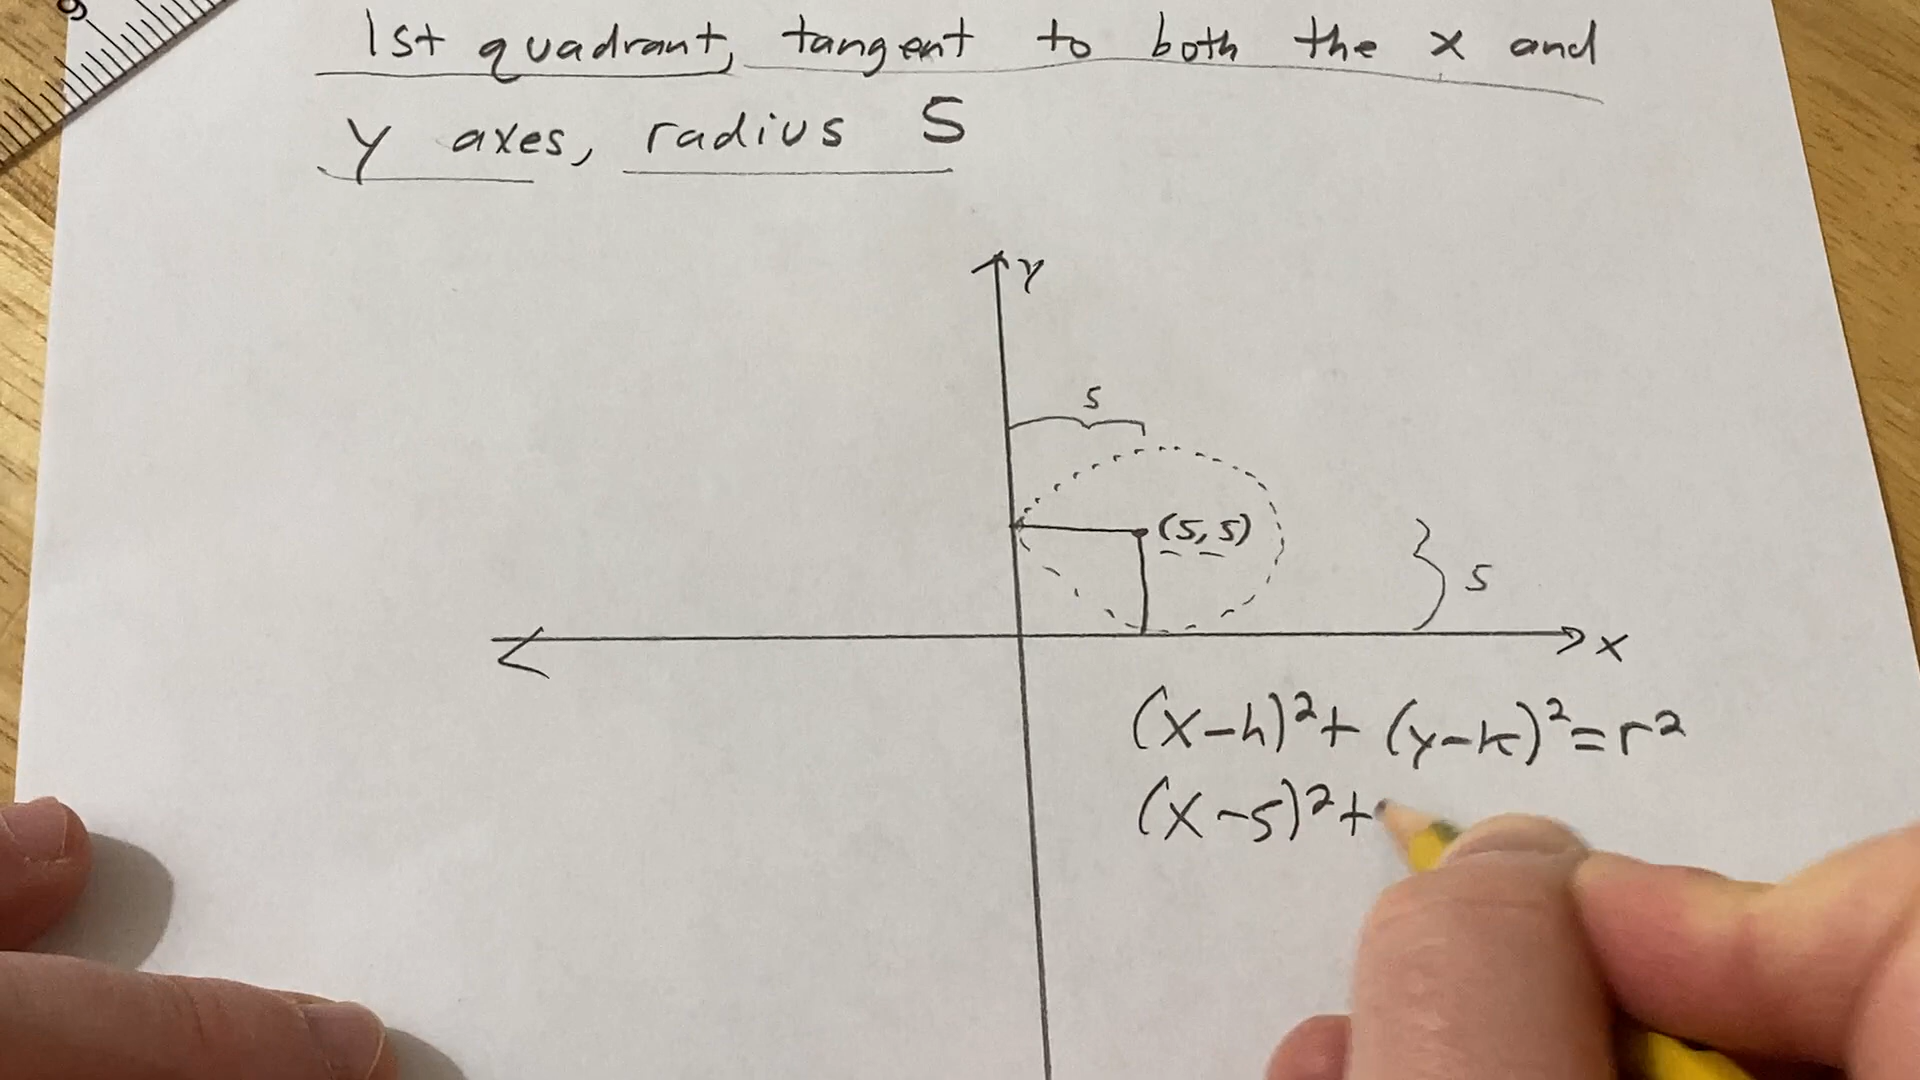 1st quadrant, tangent to both the x and
y axes, radius 5
y
5
(5, 5)
5
x
(x-h)²+ (y-k)²=r²
(x-5)²+